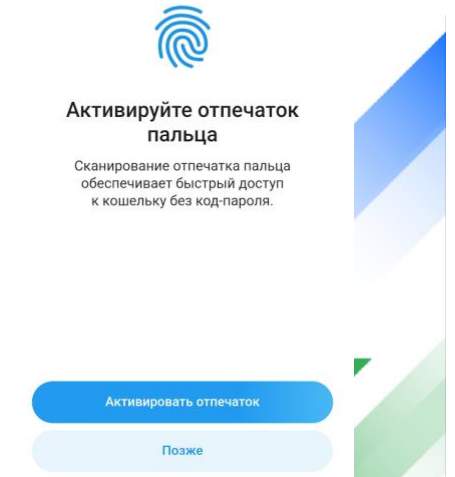 Активируйте отпечаток
пальца
Сканирование отпечатка пальца
обеспечивает быстрый доступ
к кошельку без код-пароля.
Активировать отпечаток
Позже